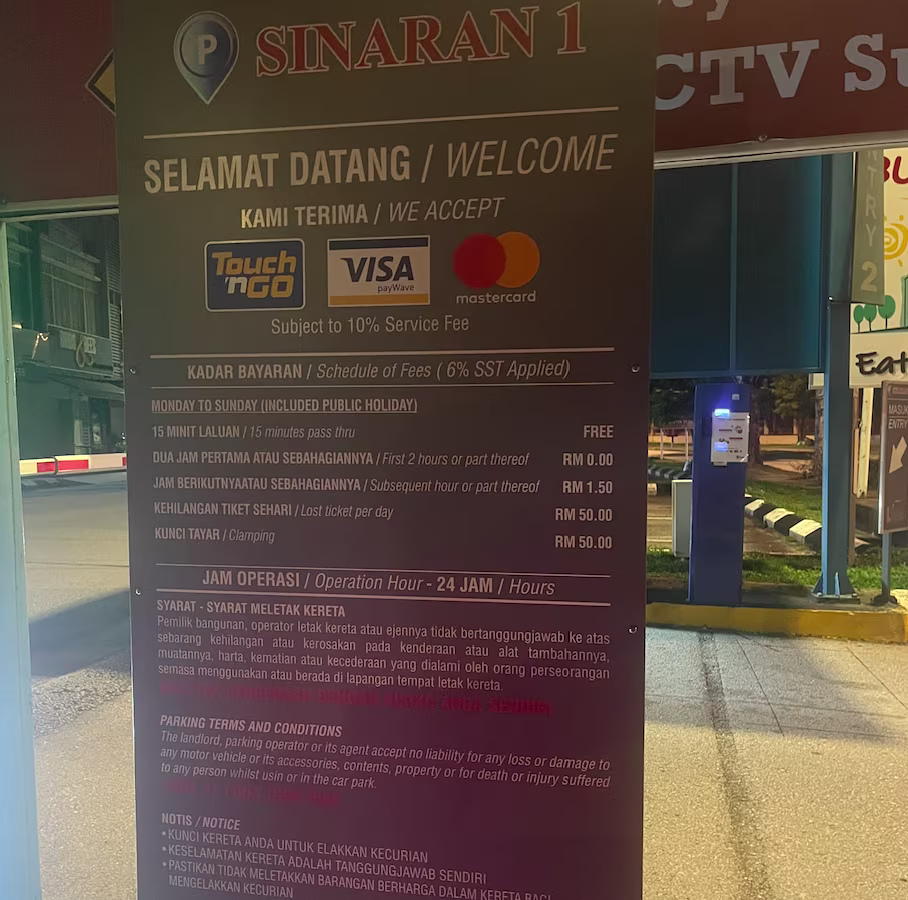 P
SINARAN 1
CTV
SELAMAT DATANG / WELCOME
KAMI TERIMA / WE ACCEPT
Touch 'n GO
VISA
payWave
mastercard
Subject to 10% Service Fee
KADAR BAYARAN / Schedule of Fees ( 6% SST Applied)
MONDAY TO SUNDAY (INCLUDED PUBLIC HOLIDAY)
15 MINIT LALUAN / 15 minutes pass thru FREE
DUA JAM PERTAMA ATAU SEBAHAGIANNYA / First 2 hours or part thereof RM 0.00
JAM BERIKUTNYAATAU SEBAHAGIANNYA / Subsequent hour or part thereof RM 1.50
KEHILANGAN TIKET SEHARI / Lost ticket per day RM 50.00
KUNCI TAYAR / Clamping RM 50.00
JAM OPERASI / Operation Hour - 24 JAM / Hours
SYARAT - SYARAT MELETAK KERETA
Pemilik bangunan, operator letak kereta atau ejennya tidak bertanggungjawab ke atas
sebarang kehilangan atau kerosakan pada kenderaan atau alat tambahannya,
muatannya, harta, kematian atau kecederaan yang dialami oleh orang perseorangan
semasa menggunakan atau berada di lapangan tempat letak kereta.
PARKING TERMS AND CONDITIONS
The landlord, parking operator or its agent accept no liability for any loss or damage to
any motor vehicle or its accessories, contents, property or for death or injury suffered
to any person whilst usin or in the car park.
NOTIS / NOTICE
• KUNCI KERETA ANDA UNTUK ELAKKAN KECURIAN
• KESELAMATAN KERETA ADALAH TANGGUNGJAWAB SENDIRI
• PASTIKAN TIDAK MELETAKKAN BARANGAN BERHARGA DALAM KERETA BAGI
MENGELAKKAN KECURIAN
NTRY 2
BU
Eat
MASUK
ENTRY